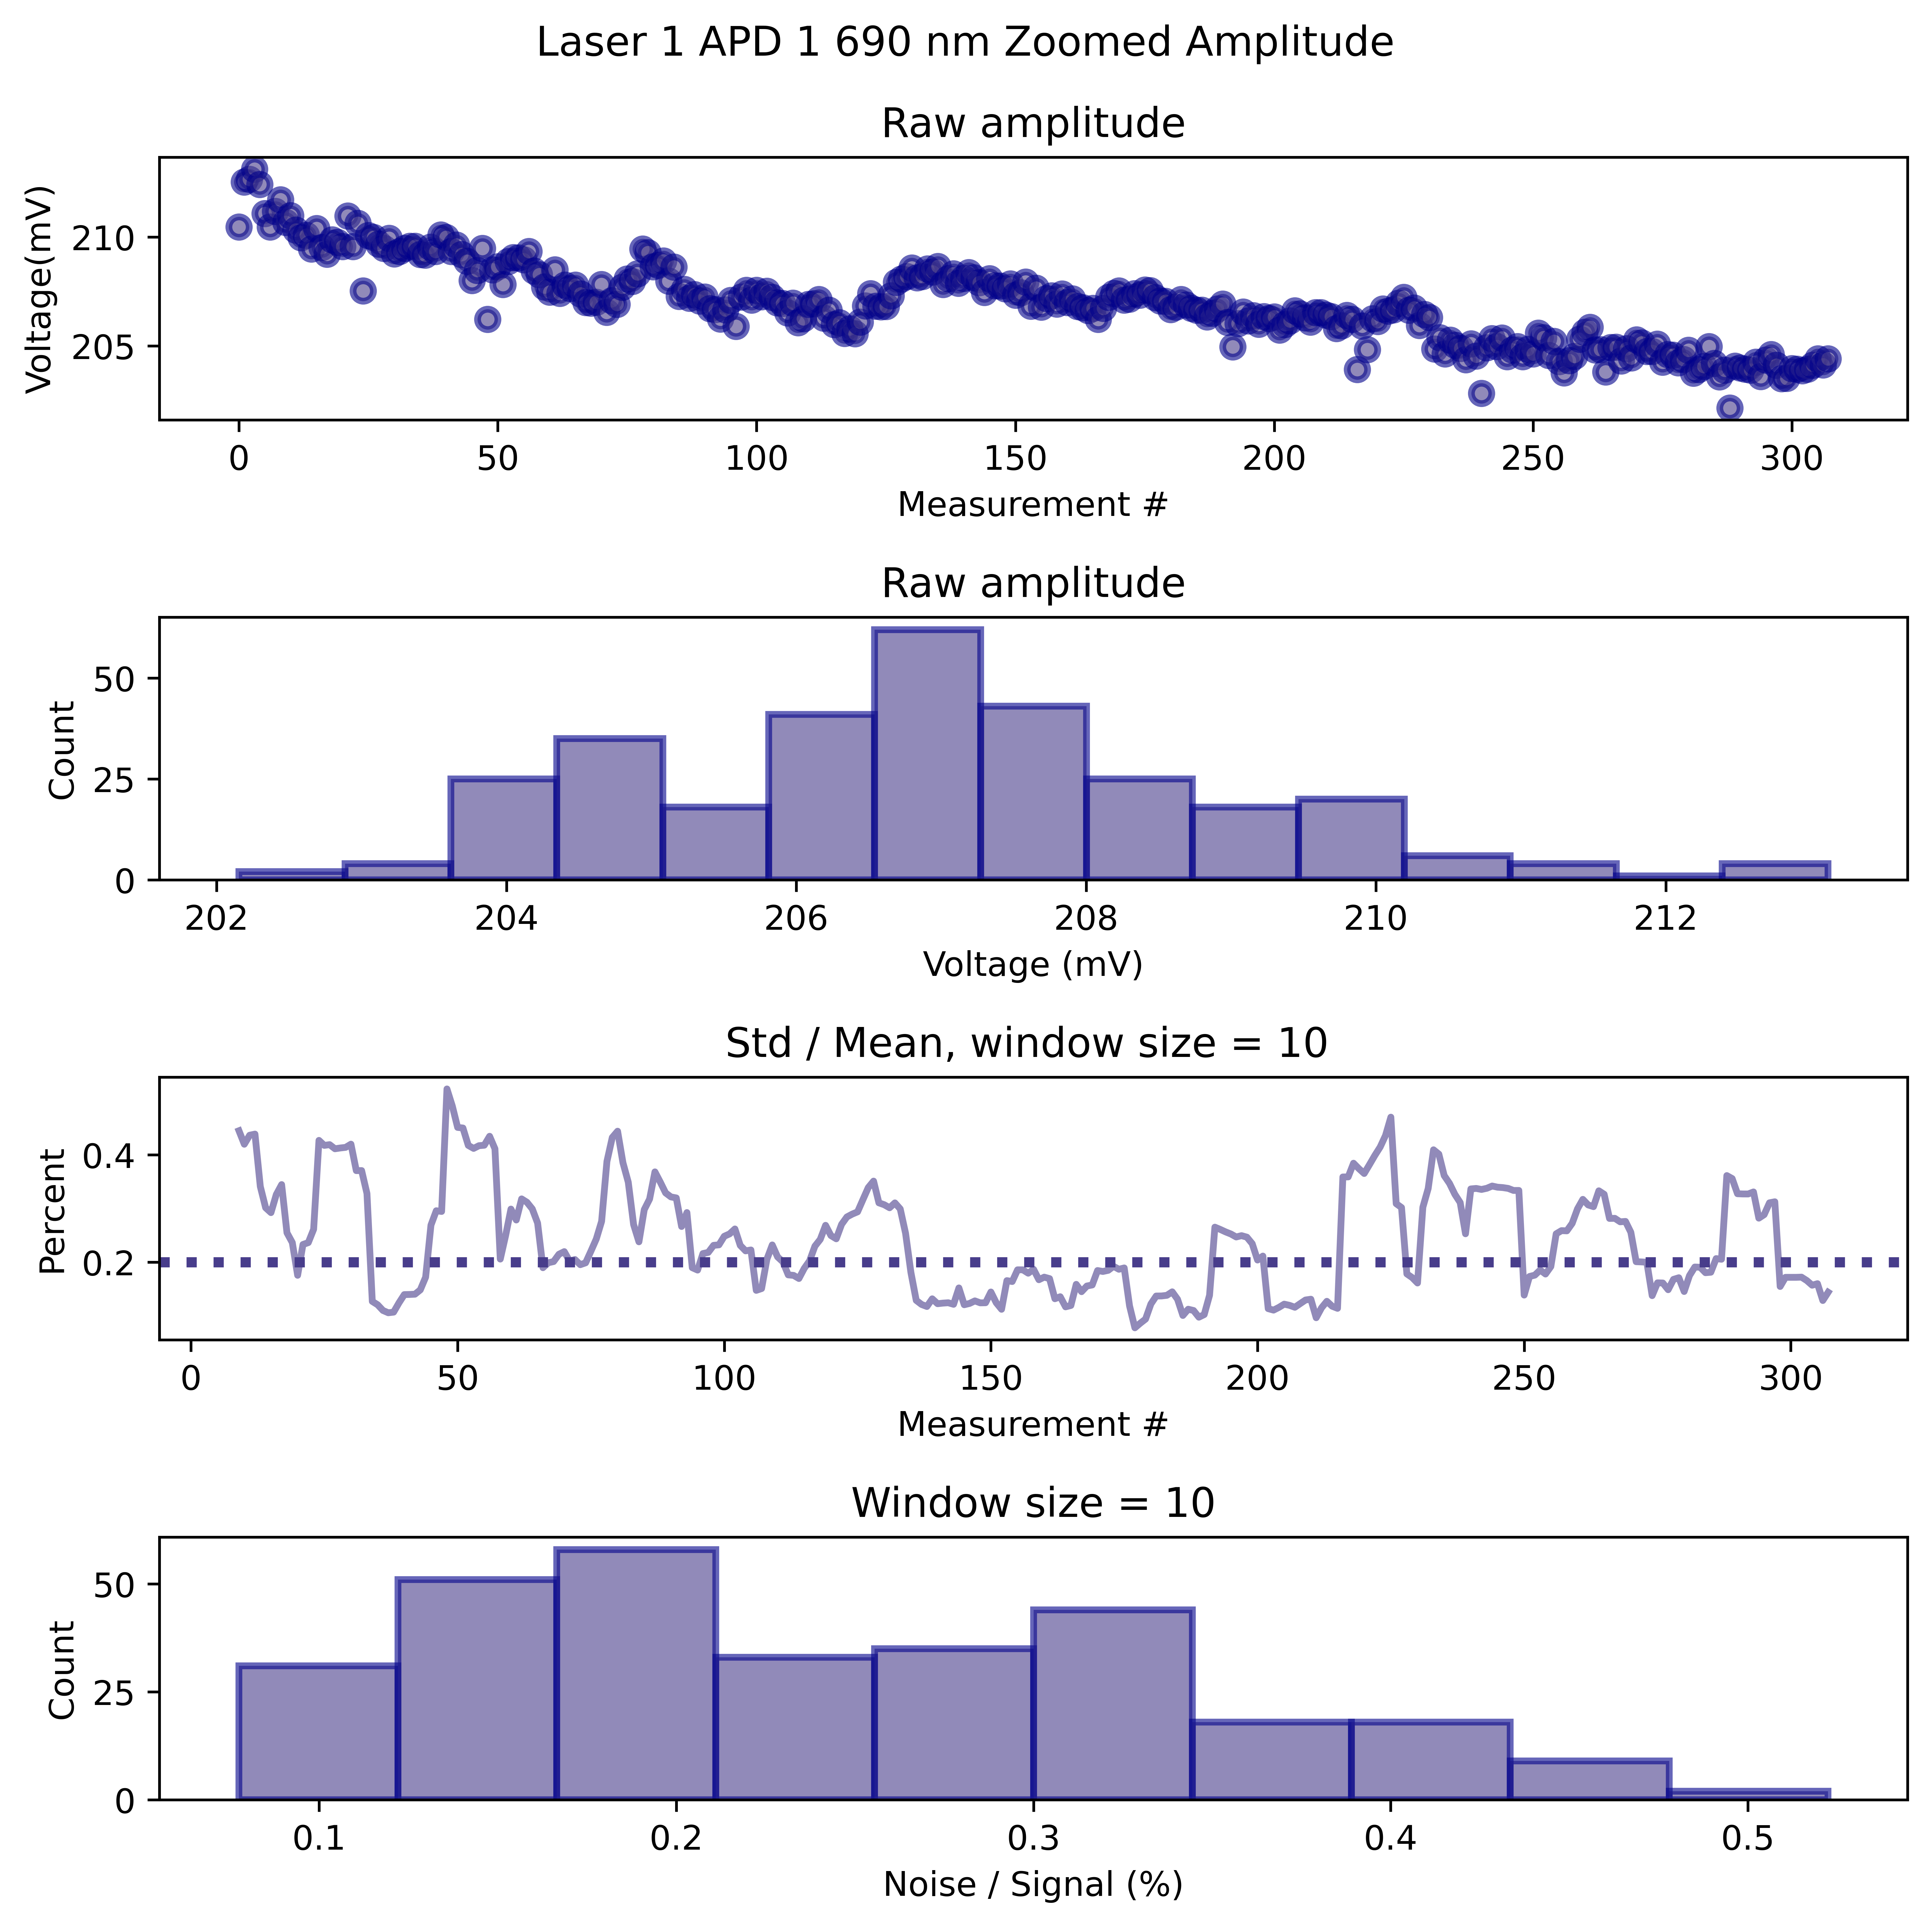 Laser 1 APD 1 690 nm Zoomed Amplitude
Raw amplitude
Voltage(mV)
210
205
0 50 100 150 200 250 300
Measurement #
Raw amplitude
Count
50
25
0
202 204 206 208 210 212
Voltage (mV)
Std / Mean, window size = 10
Percent
0.4
0.2
0 50 100 150 200 250 300
Measurement #
Window size = 10
Count
50
25
0
0.1 0.2 0.3 0.4 0.5
Noise / Signal (%)